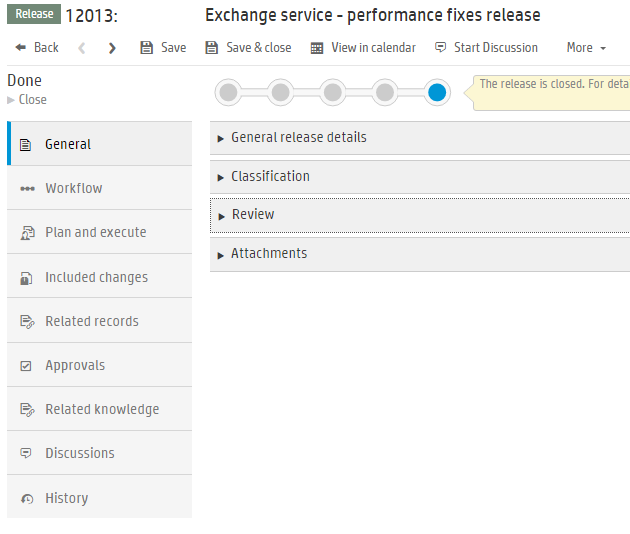 Release 12013: Exchange service - performance fixes release
Back Save Save & close View in calendar Start Discussion More
Done
Close
The release is closed. For deta
General
Workflow
Plan and execute
Included changes
Related records
Approvals
Related knowledge
Discussions
History
General release details
Classification
Review
Attachments